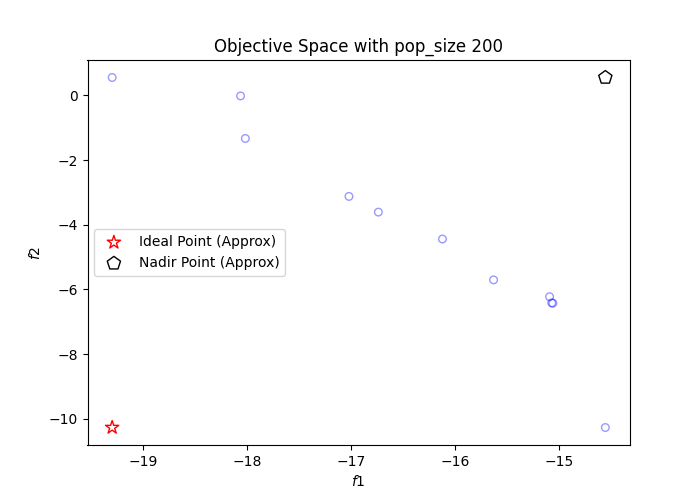 Objective Space with pop_size 200
f2
0
−2
−4
−6
−8
−10
Ideal Point (Approx)
Nadir Point (Approx)
−19
−18
−17
−16
−15
f1